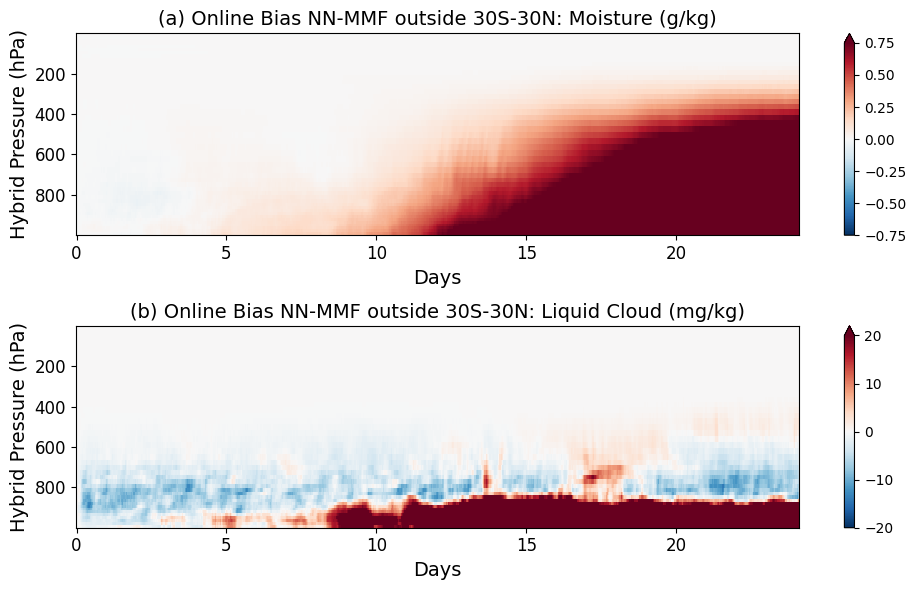 (a) Online Bias NN-MMF outside 30S-30N: Moisture (g/kg)
Hybrid Pressure (hPa)
200
400
600
800
0 5 10 15 20
Days
0.75
0.50
0.25
0.00
−0.25
−0.50
−0.75
(b) Online Bias NN-MMF outside 30S-30N: Liquid Cloud (mg/kg)
Hybrid Pressure (hPa)
200
400
600
800
0 5 10 15 20
Days
20
10
0
−10
−20